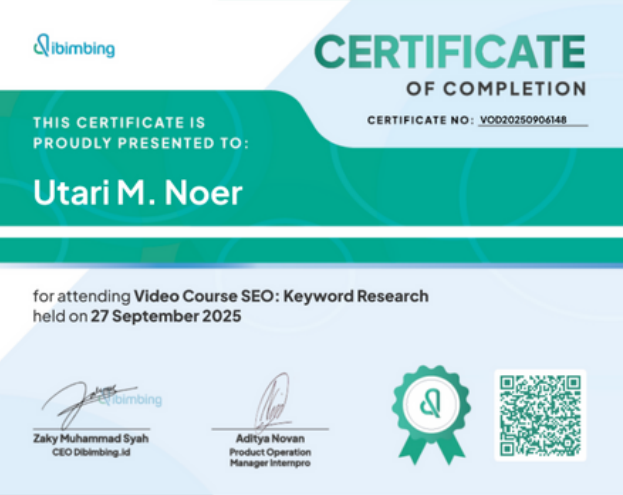 dibimbing
CERTIFICATE
OF COMPLETION
CERTIFICATE NO: VOD20250906148
THIS CERTIFICATE IS
PROUDLY PRESENTED TO:
Utari M. Noer
for attending Video Course SEO: Keyword Research
held on 27 September 2025
dibimbing
Zaky Muhammad Syah
CEO Dibimbing.id
Aditya Novan
Product Operation
Manager Internpro